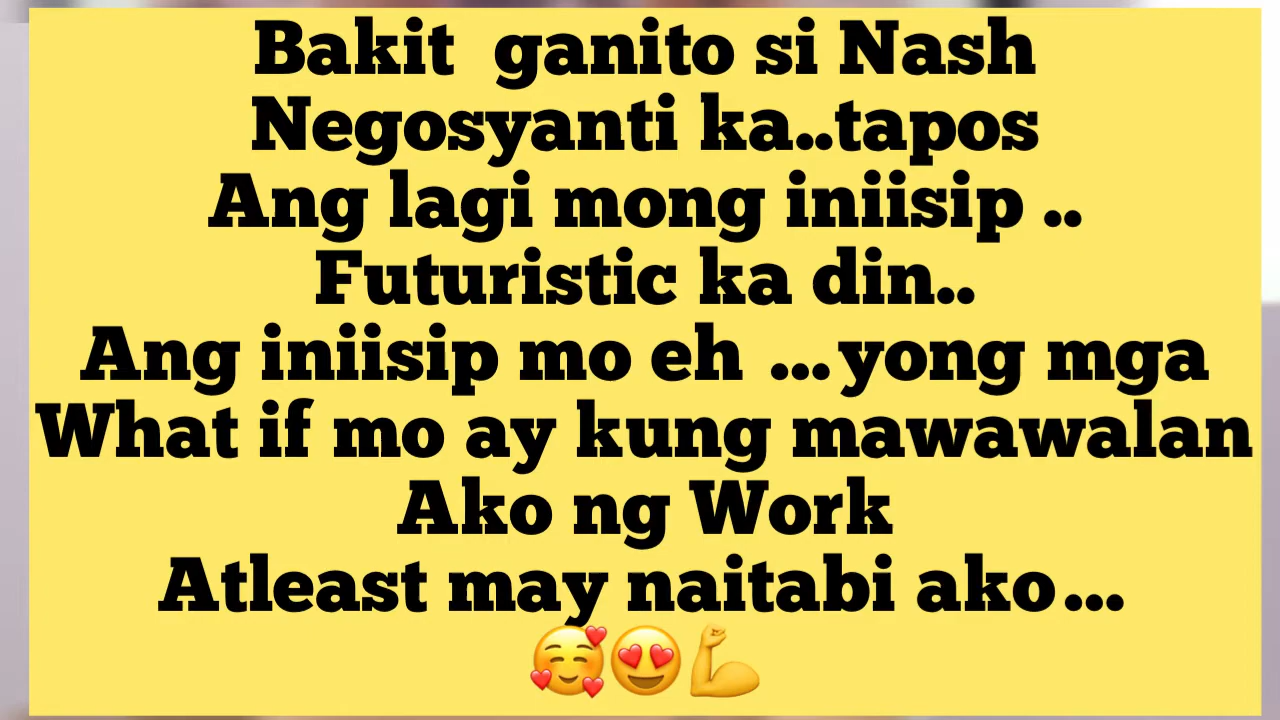 Bakit ganito si Nash
Negosyanti ka..tapos
Ang lagi mong iniisip ..
Futuristic ka din..
Ang iniisip mo eh ...yong mga
What if mo ay kung mawawalan
Ako ng Work
Atleast may naitabi ako...
🥰😍💪